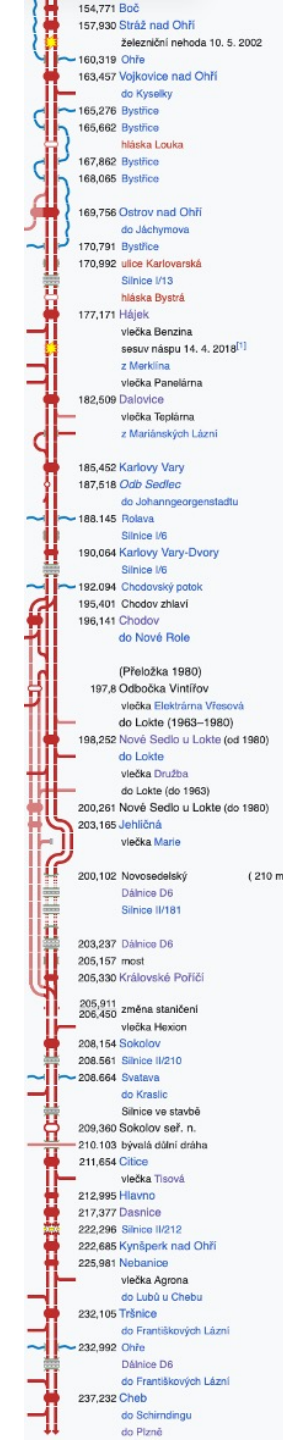 154,771 Boč
157,930 Stráž nad Ohří
železniční nehoda 10. 5. 2002
160,319 Ohře
163,457 Vojkovice nad Ohří
do Kyselky
165,276 Bystřice
165,662 Bystřice
hláska Louka
167,862 Bystřice
168,065 Bystřice
169,756 Ostrov nad Ohří
do Jáchymova
170,791 Bystřice
170,992 ulice Karlovarská
Silnice I/13
hláska Bystrá
177,171 Hájek
vlečka Benzina
sesuv náspu 14. 4. 2018[1]
z Merklína
vlečka Panelárna
182,509 Dalovice
vlečka Teplárna
z Mariánských Lázní
185,452 Karlovy Vary
187,518 Odb Sedlec
do Johanngeorgenstadtu
188.145 Rolava
Silnice I/6
190,064 Karlovy Vary-Dvory
Silnice I/6
192.094 Chodovský potok
195,401 Chodov zhlaví
196,141 Chodov
do Nové Role
(Přeložka 1980)
197,8 Odbočka Vintířov
vlečka Elektrárna Vřesová
do Lokte (1963–1980)
198,252 Nové Sedlo u Lokte (od 1980)
do Lokte
vlečka Družba
do Lokte (do 1963)
200,261 Nové Sedlo u Lokte (do 1980)
203,165 Jehličná
vlečka Marie
200,102 Novosedelský ( 210 m
Dálnice D6
Silnice II/181
203,237 Dálnice D6
205,157 most
205,330 Královské Poříčí
205,911
206,450 změna staničení
vlečka Hexion
208,154 Sokolov
208.561 Silnice II/210
208.664 Svatava
do Kraslic
Silnice ve stavbě
209,360 Sokolov seř. n.
210.103 bývalá důlní dráha
211,654 Citice
vlečka Tisová
212,995 Hlavno
217,377 Dasnice
222,296 Silnice II/212
222,685 Kynšperk nad Ohří
225,981 Nebanice
vlečka Agrona
do Lubů u Chebu
232,105 Tršnice
do Františkových Lázní
232,992 Ohře
Dálnice D6
do Františkových Lázní
237,232 Cheb
do Schirndingu
do Plzně